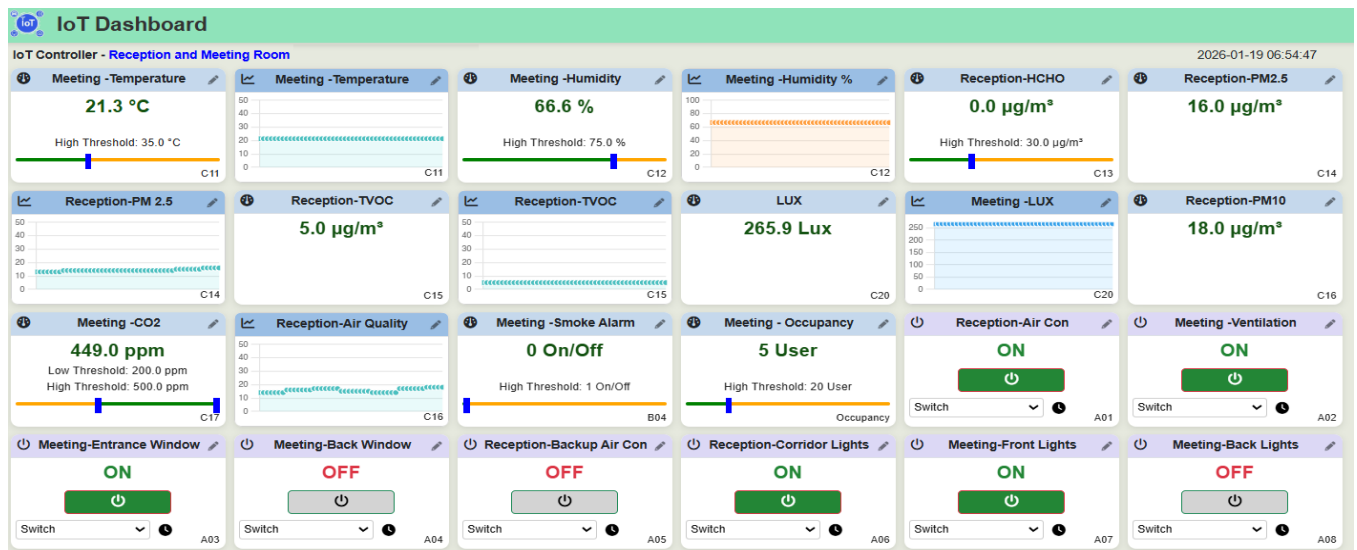 IoT
IoT Dashboard
IoT Controller - Reception and Meeting Room
2026-01-19 06:54:47
Meeting -Temperature
21.3 °C
High Threshold: 35.0 °C
C11
Meeting -Temperature
50
40
30
20
10
0
C11
Meeting -Humidity
66.6 %
High Threshold: 75.0 %
C12
Meeting -Humidity %
100
80
60
40
20
0
C12
Reception-HCHO
0.0 µg/m³
High Threshold: 30.0 µg/m³
C13
Reception-PM2.5
16.0 µg/m³
C14
Reception-PM 2.5
50
40
30
20
10
0
C14
Reception-TVOC
5.0 µg/m³
C15
Reception-TVOC
50
40
30
20
10
0
C15
LUX
265.9 Lux
C20
Meeting -LUX
250
200
150
100
50
0
C20
Reception-PM10
18.0 µg/m³
C16
Meeting -CO2
449.0 ppm
Low Threshold: 200.0 ppm
High Threshold: 500.0 ppm
C17
Reception-Air Quality
50
40
30
20
10
0
C16
Meeting -Smoke Alarm
0 On/Off
High Threshold: 1 On/Off
B04
Meeting - Occupancy
5 User
High Threshold: 20 User
Occupancy
Reception-Air Con
ON
Switch
A01
Meeting -Ventilation
ON
Switch
A02
Meeting-Entrance Window
ON
Switch
A03
Meeting-Back Window
OFF
Switch
A04
Reception-Backup Air Con
OFF
Switch
A05
Reception-Corridor Lights
ON
Switch
A06
Meeting-Front Lights
ON
Switch
A07
Meeting-Back Lights
OFF
Switch
A08